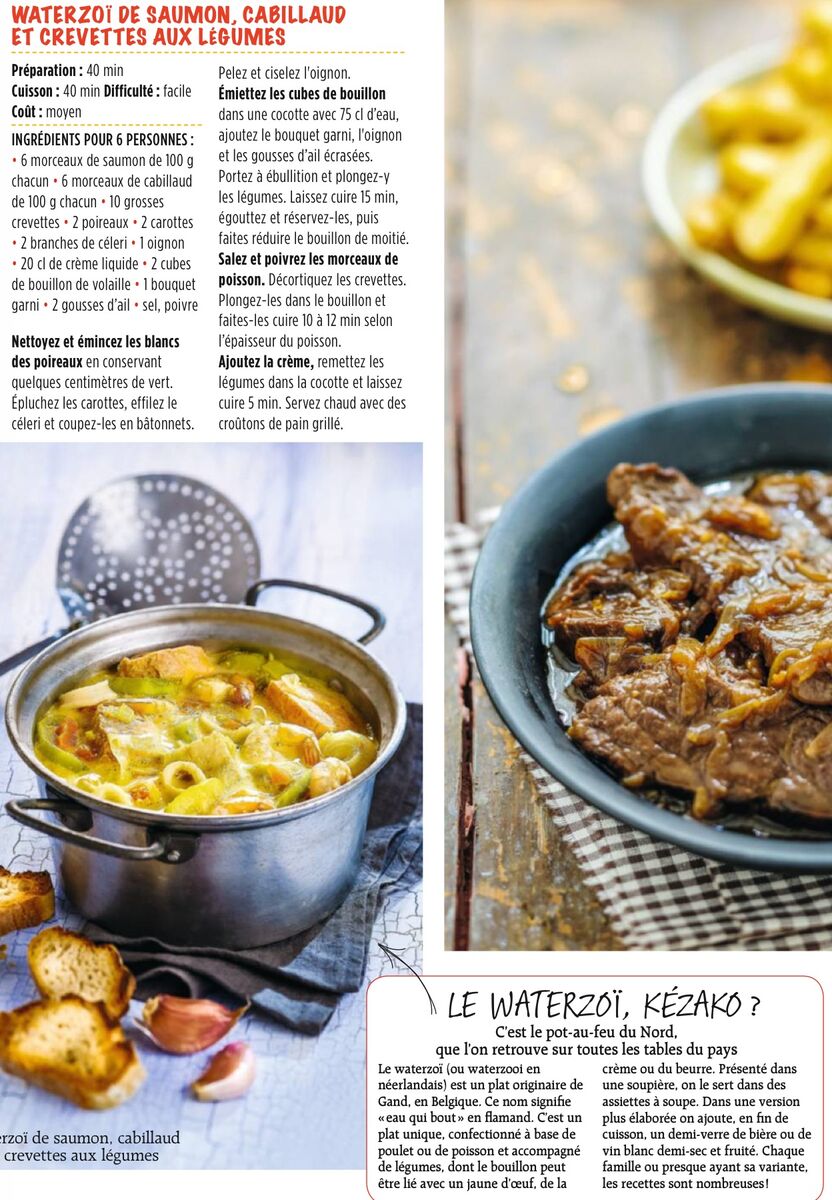 WATERZOÏ DE SAUMON, CABILLAUD
ET CREVETTES AUX LÉGUMES
Préparation : 40 min
Cuisson : 40 min Difficulté : facile
Coût : moyen
INGRÉDIENTS POUR 6 PERSONNES :
• 6 morceaux de saumon de 100 g
chacun • 6 morceaux de cabillaud
de 100 g chacun • 10 grosses
crevettes • 2 poireaux • 2 carottes
• 2 branches de céleri • 1 oignon
• 20 cl de crème liquide • 2 cubes
de bouillon de volaille • 1 bouquet
garni • 2 gousses d'ail • sel, poivre
Nettoyez et émincez les blancs
des poireaux en conservant
quelques centimètres de vert.
Épluchez les carottes, effilez le
céleri et coupez-les en bâtonnets.
Pelez et ciselez l'oignon.
Émiettez les cubes de bouillon
dans une cocotte avec 75 cl d'eau,
ajoutez le bouquet garni, l'oignon
et les gousses d'ail écrasées.
Portez à ébullition et plongez-y
les légumes. Laissez cuire 15 min,
égouttez et réservez-les, puis
faites réduire le bouillon de moitié.
Salez et poivrez les morceaux de
poisson. Décortiquez les crevettes.
Plongez-les dans le bouillon et
faites-les cuire 10 à 12 min selon
l'épaisseur du poisson.
Ajoutez la crème, remettez les
légumes dans la cocotte et laissez
cuire 5 min. Servez chaud avec des
croûtons de pain grillé.
erzoï de saumon, cabillaud
crevettes aux légumes
LE WATERZOÏ, KÉZAKO ?
C'est le pot-au-feu du Nord,
que l'on retrouve sur toutes les tables du pays
Le waterzoï (ou waterzooi en
néerlandais) est un plat originaire de
Gand, en Belgique. Ce nom signifie
« eau qui bout » en flamand. C'est un
plat unique, confectionné à base de
poulet ou de poisson et accompagné
de légumes, dont le bouillon peut
être lié avec un jaune d'œuf, de la
crème ou du beurre. Présenté dans
une soupière, on le sert dans des
assiettes à soupe. Dans une version
plus élaborée on ajoute, en fin de
cuisson, un demi-verre de bière ou de
vin blanc demi-sec et fruité. Chaque
famille ou presque ayant sa variante,
les recettes sont nombreuses !